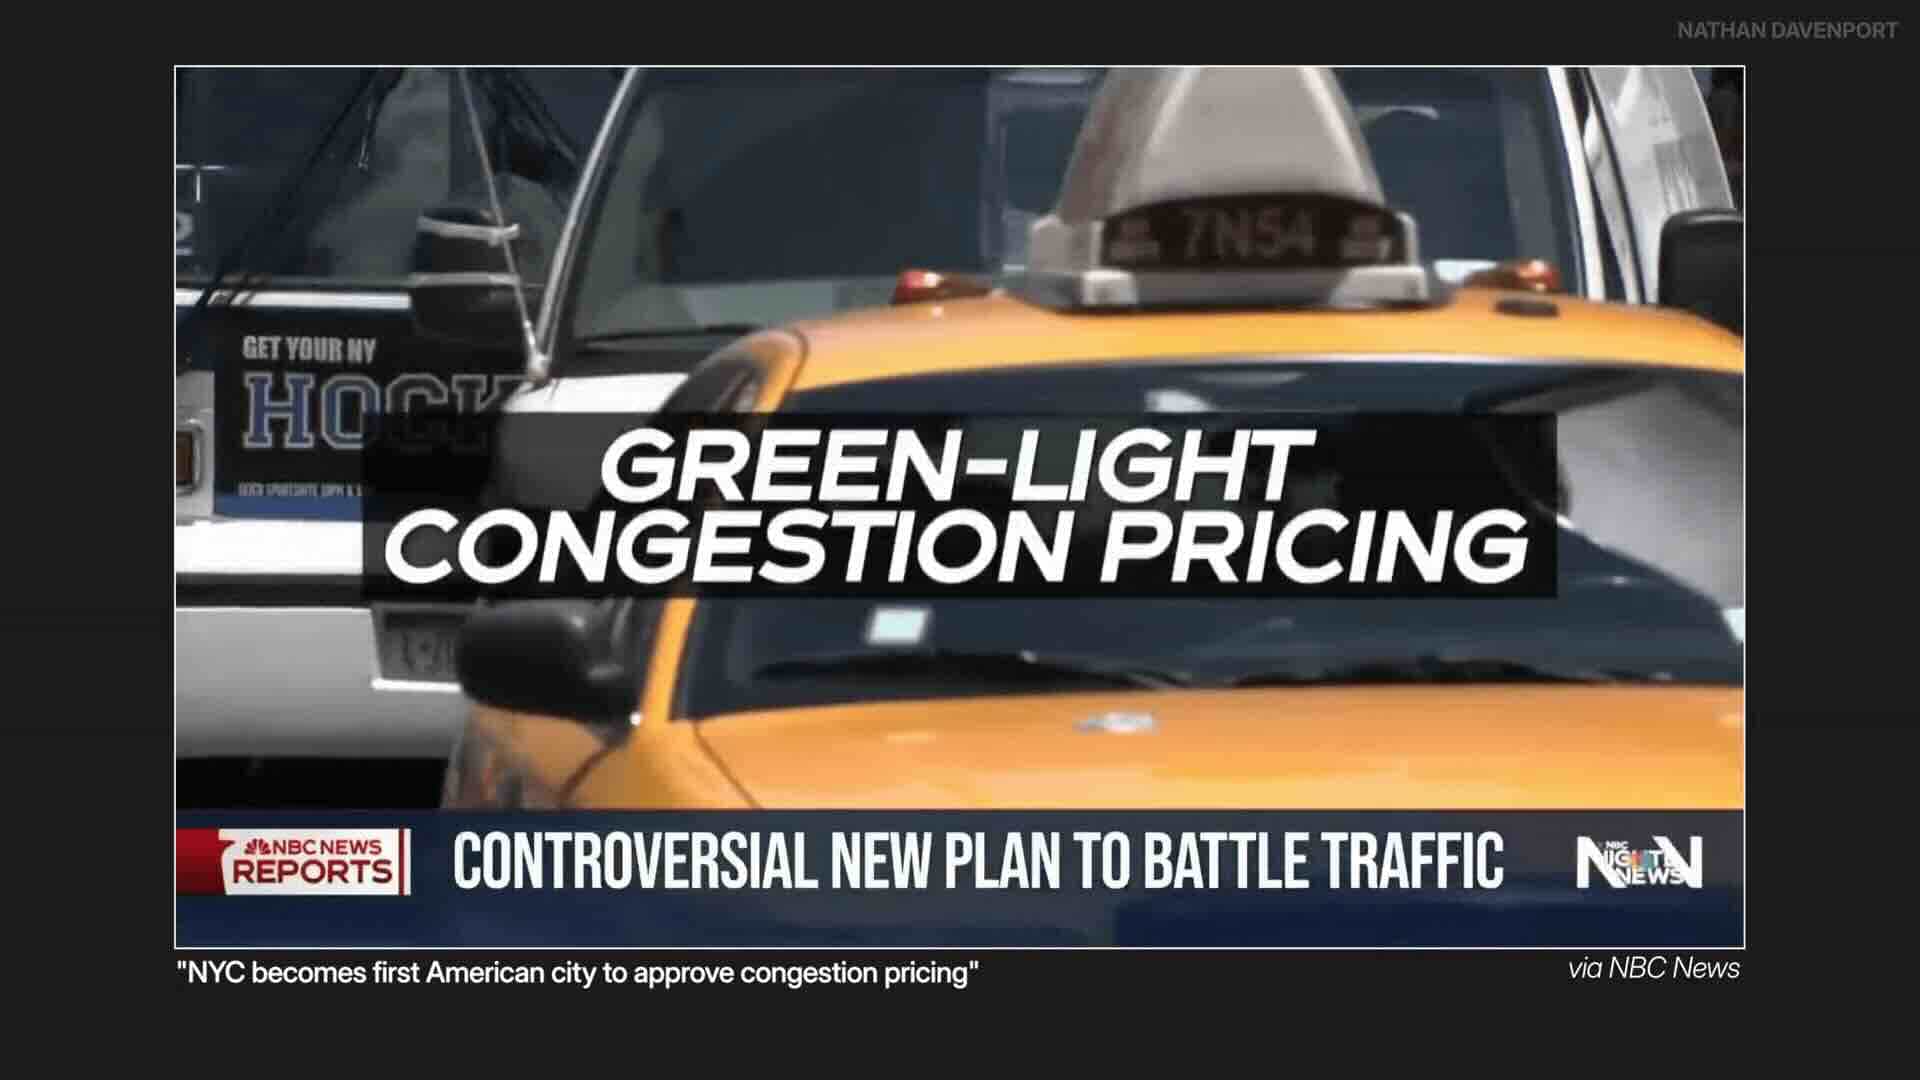 NATHAN DAVENPORT
7N54
GET YOUR NY
HOCK
GREEN-LIGHT
CONGESTION PRICING
NBC NEWS
REPORTS
CONTROVERSIAL NEW PLAN TO BATTLE TRAFFIC
NBC
NIGHTLY
NEWS
"NYC becomes first American city to approve congestion pricing"
via NBC News